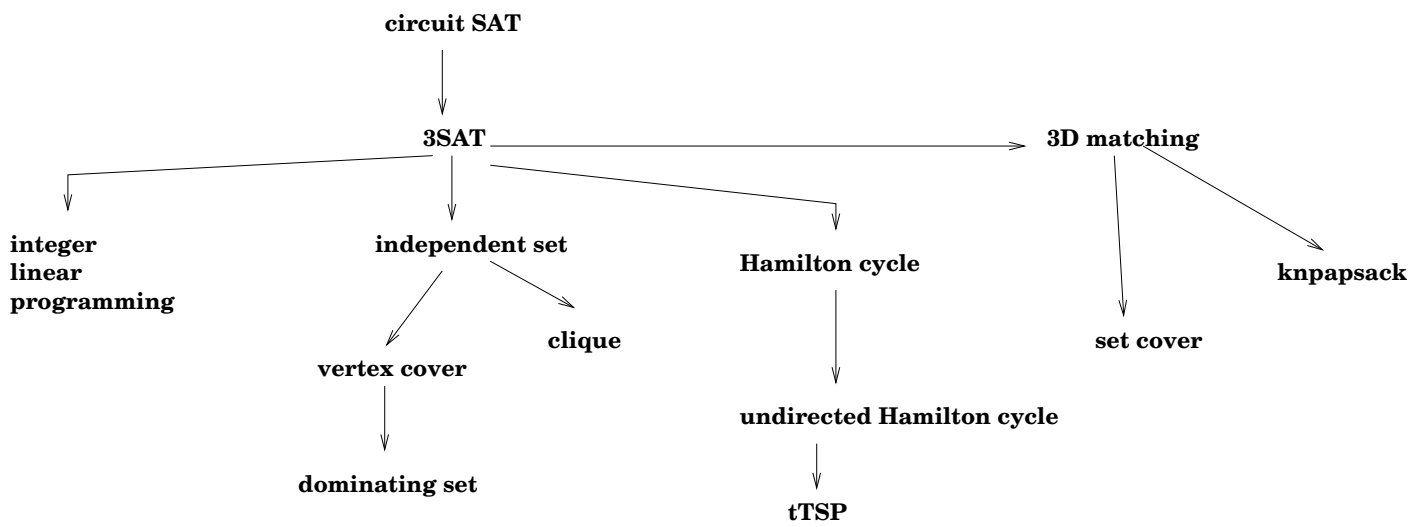 circuit SAT
3SAT
3D matching
integer
linear
programming
independent set
Hamilton cycle
knpapsack
clique
set cover
vertex cover
undirected Hamilton cycle
dominating set
tTSP